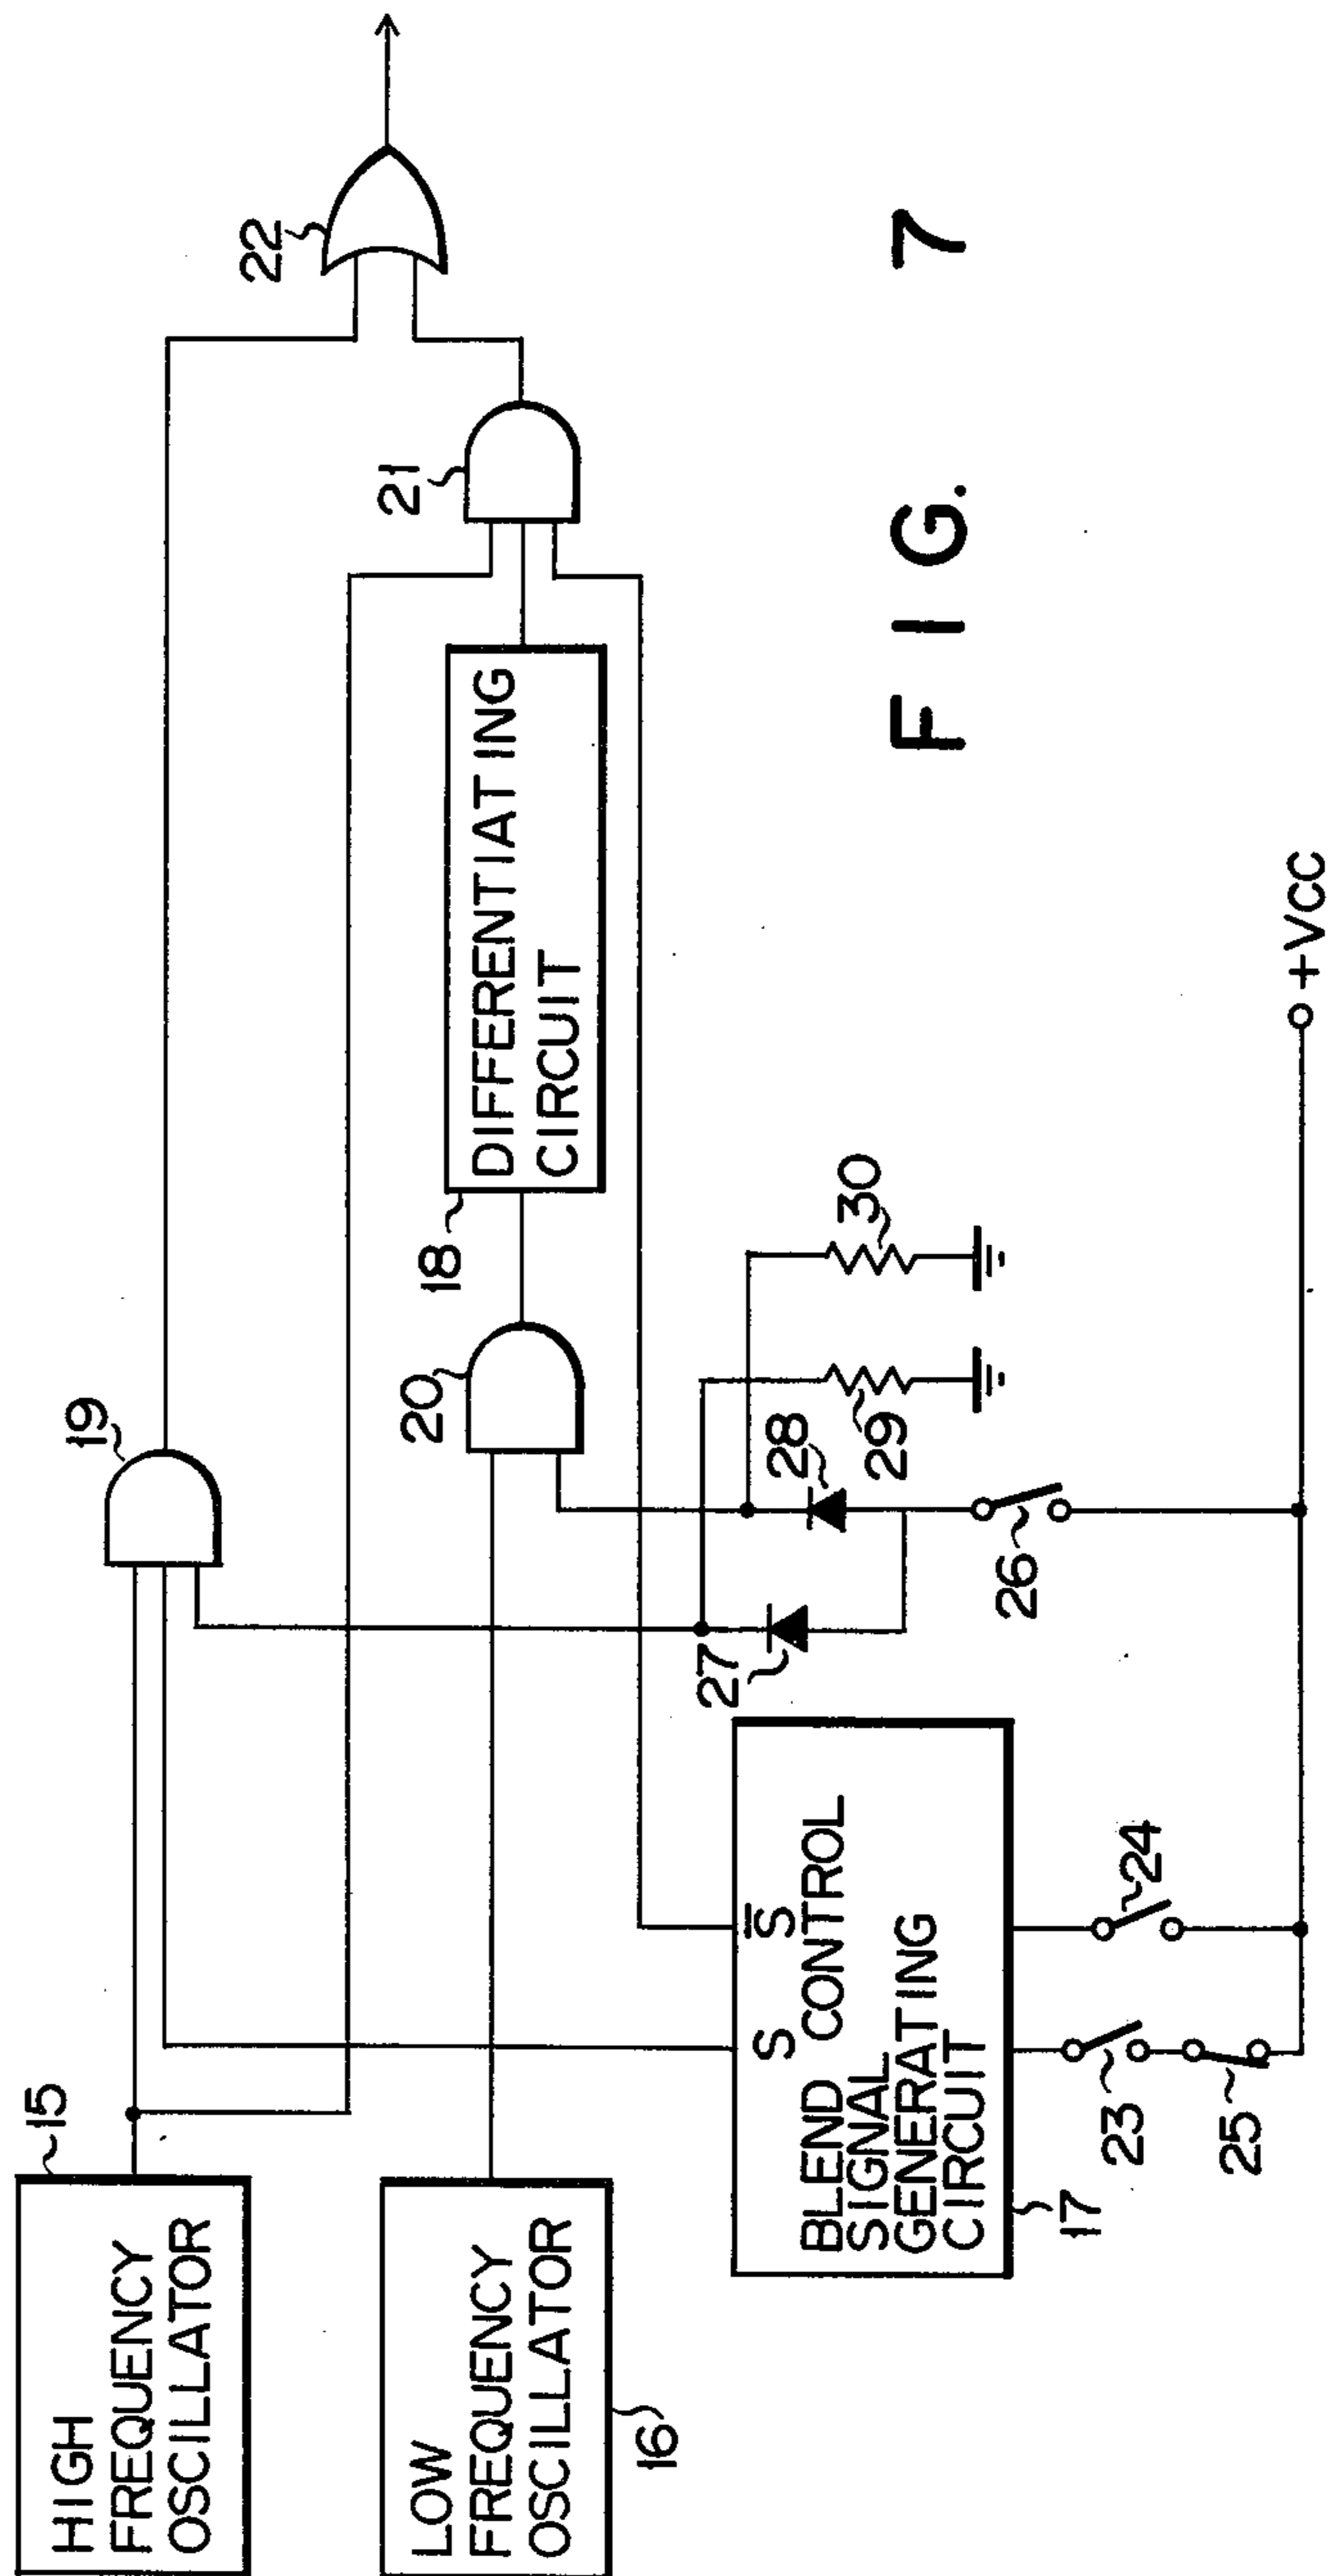 15
HIGH
FREQUENCY
OSCILLATOR
19
22
LOW
FREQUENCY
OSCILLATOR
16
20
18
DIFFERENTIATING
CIRCUIT
21
S S̅
BLEND CONTROL
SIGNAL
GENERATING
CIRCUIT
17
27
28
29
30
23
24
25
26
+VCC
FIG. 7